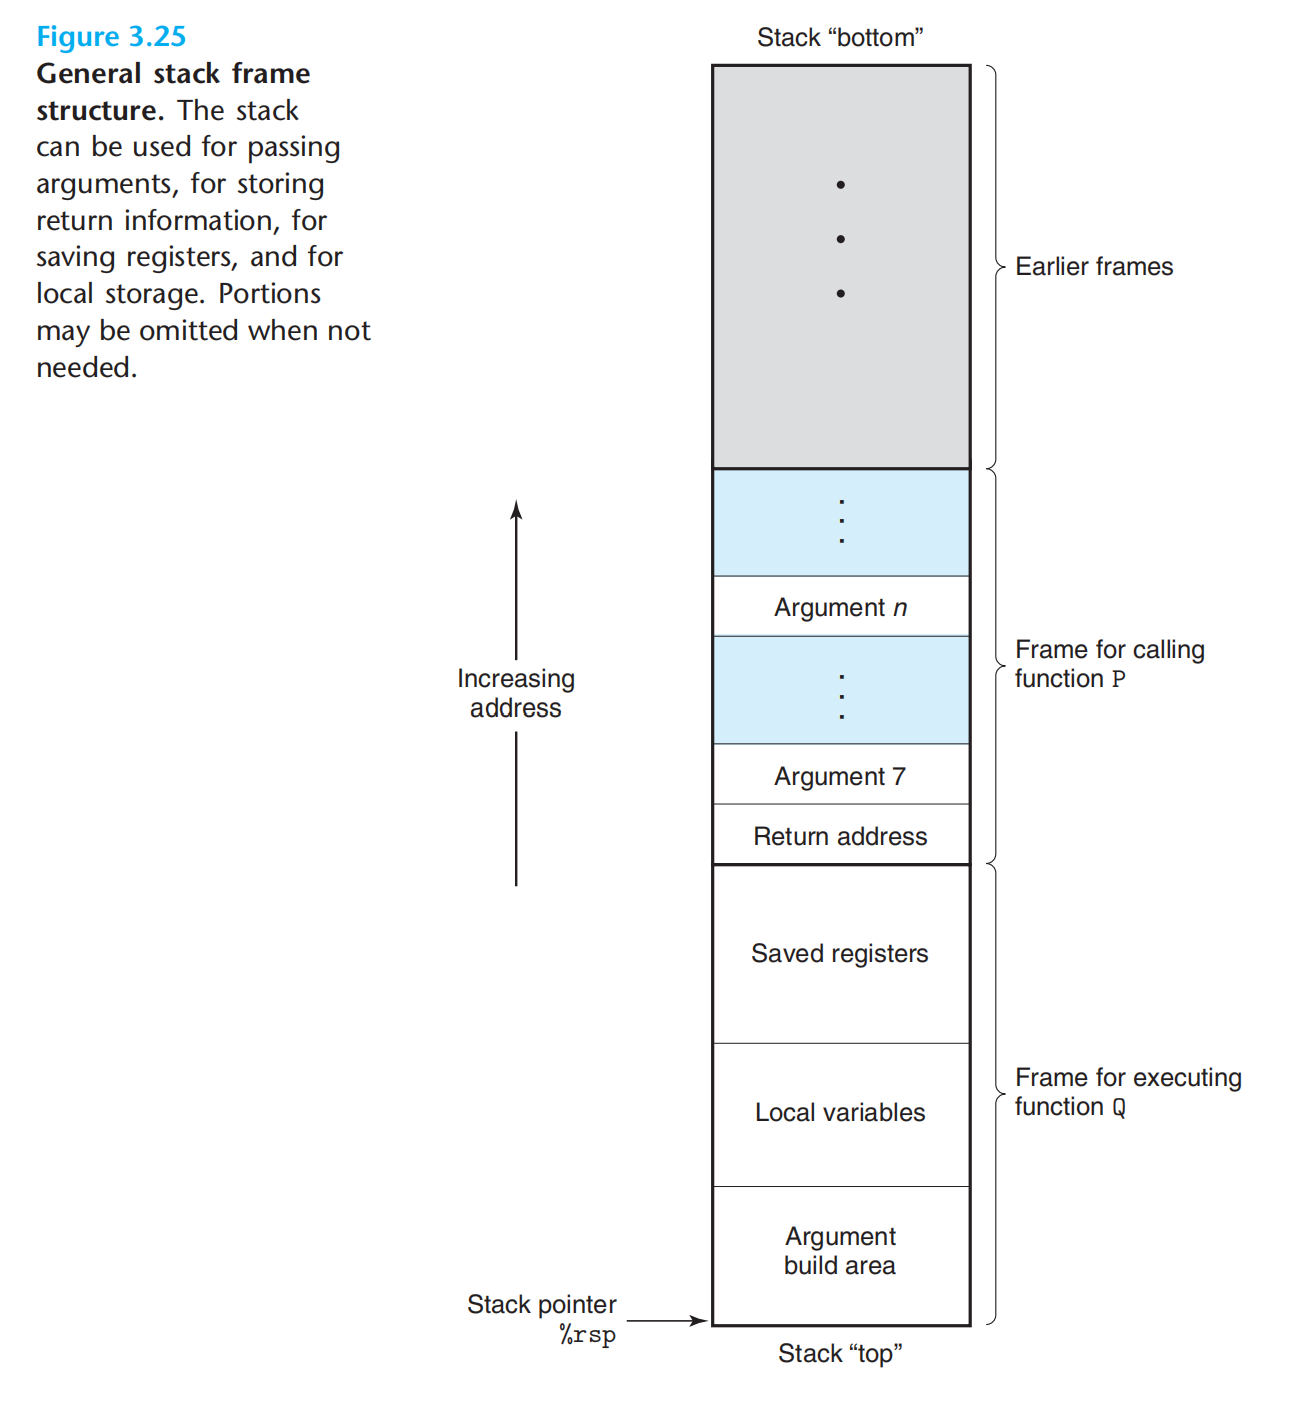 Figure 3.25
General stack frame
structure. The stack
can be used for passing
arguments, for storing
return information, for
saving registers, and for
local storage. Portions
may be omitted when not
needed.
Stack “bottom”
Earlier frames
Argument n
Increasing
address
Frame for calling
function P
Argument 7
Return address
Saved registers
Local variables
Frame for executing
function Q
Argument
build area
Stack pointer
%rsp
Stack “top”